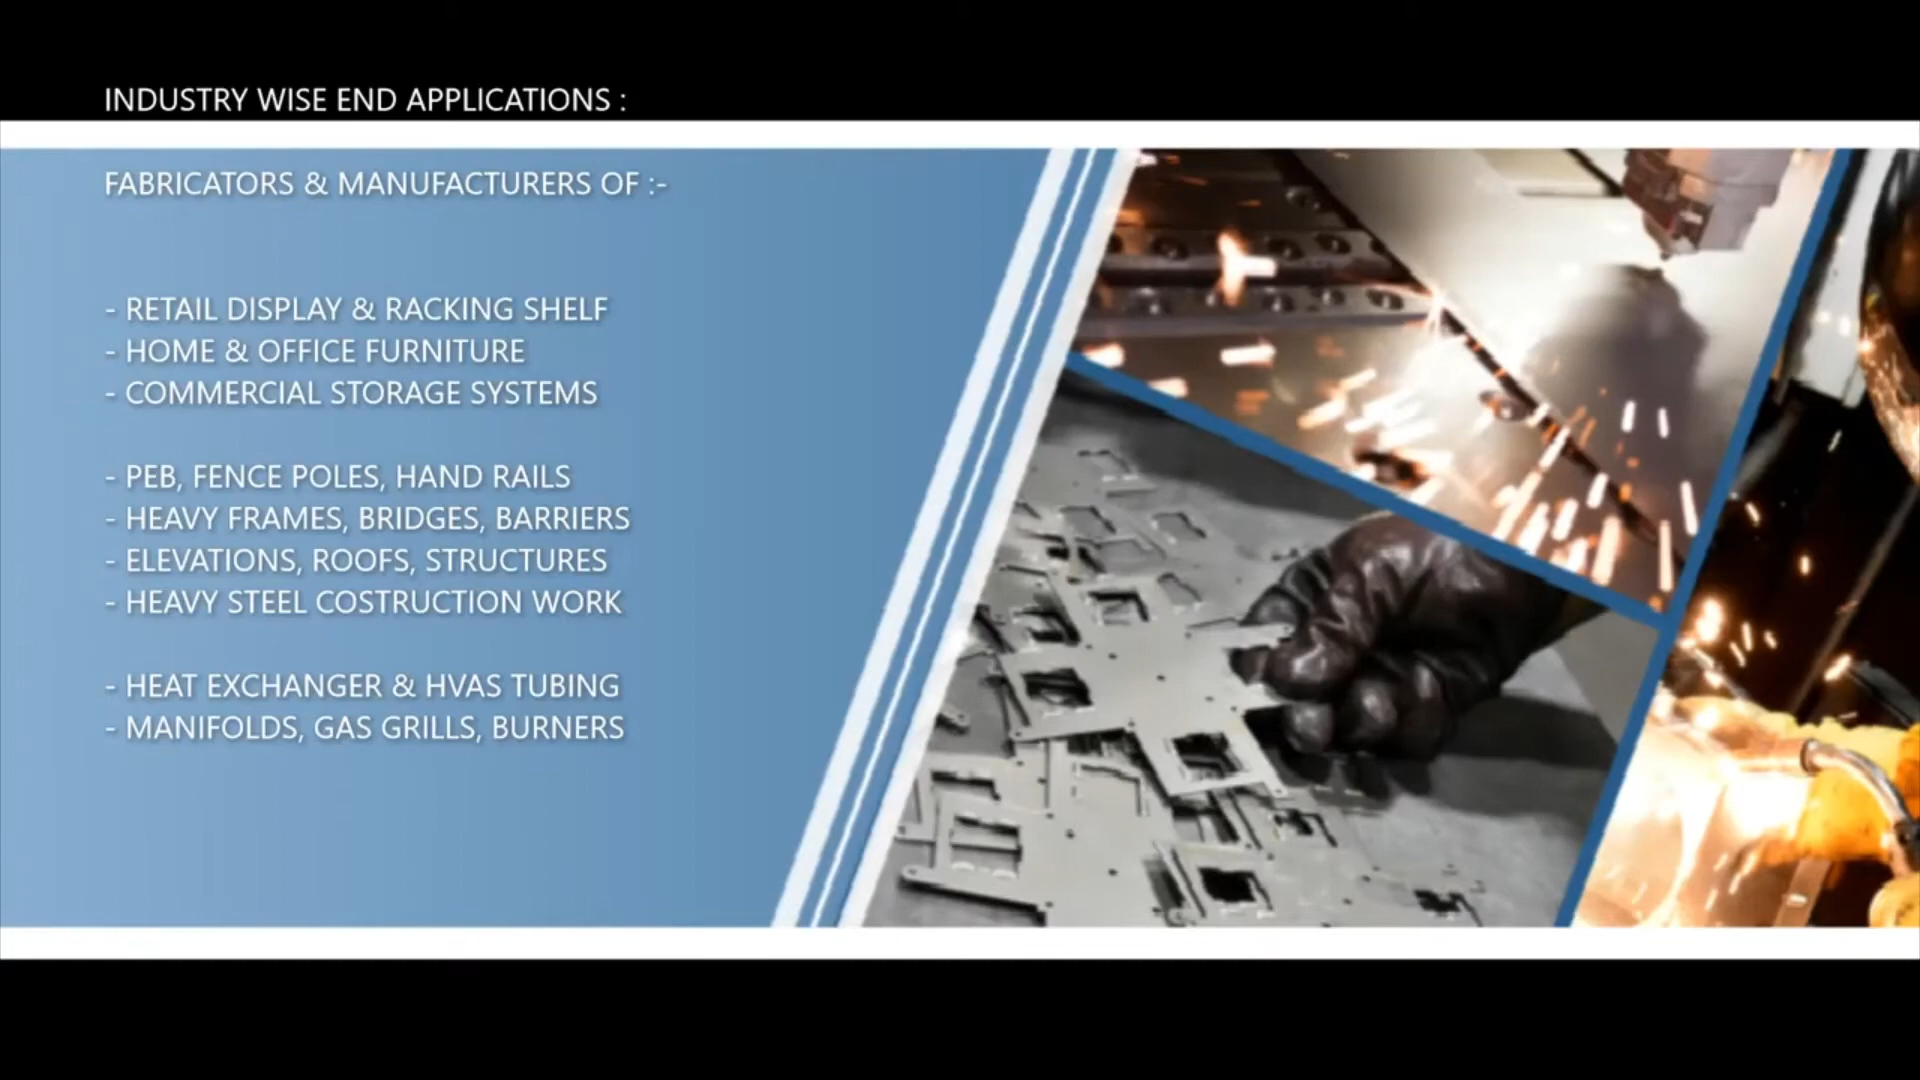 INDUSTRY WISE END APPLICATIONS :
FABRICATORS & MANUFACTURERS OF :-
- RETAIL DISPLAY & RACKING SHELF
- HOME & OFFICE FURNITURE
- COMMERCIAL STORAGE SYSTEMS
- PEB, FENCE POLES, HAND RAILS
- HEAVY FRAMES, BRIDGES, BARRIERS
- ELEVATIONS, ROOFS, STRUCTURES
- HEAVY STEEL COSTRUCTION WORK
- HEAT EXCHANGER & HVAS TUBING
- MANIFOLDS, GAS GRILLS, BURNERS